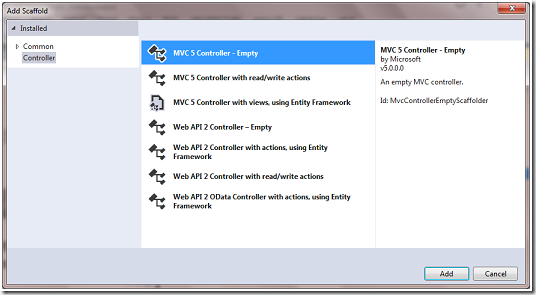 Add Scaffold
Installed
Common
Controller
MVC 5 Controller - Empty
MVC 5 Controller with read/write actions
MVC 5 Controller with views, using Entity Framework
Web API 2 Controller – Empty
Web API 2 Controller with actions, using Entity
Framework
Web API 2 Controller with read/write actions
Web API 2 OData Controller with actions, using Entity
Framework
MVC 5 Controller - Empty
by Microsoft
v5.0.0.0
An empty MVC controller.
Id: MvcControllerEmptyScaffolder
Add
Cancel